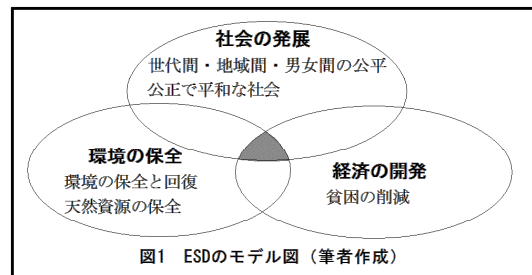 社会の発展
世代間・地域間・男女間の公平
公正で平和な社会
環境の保全
環境の保全と回復
天然資源の保全
経済の開発
貧困の削減
図1 ESDのモデル図（筆者作成）